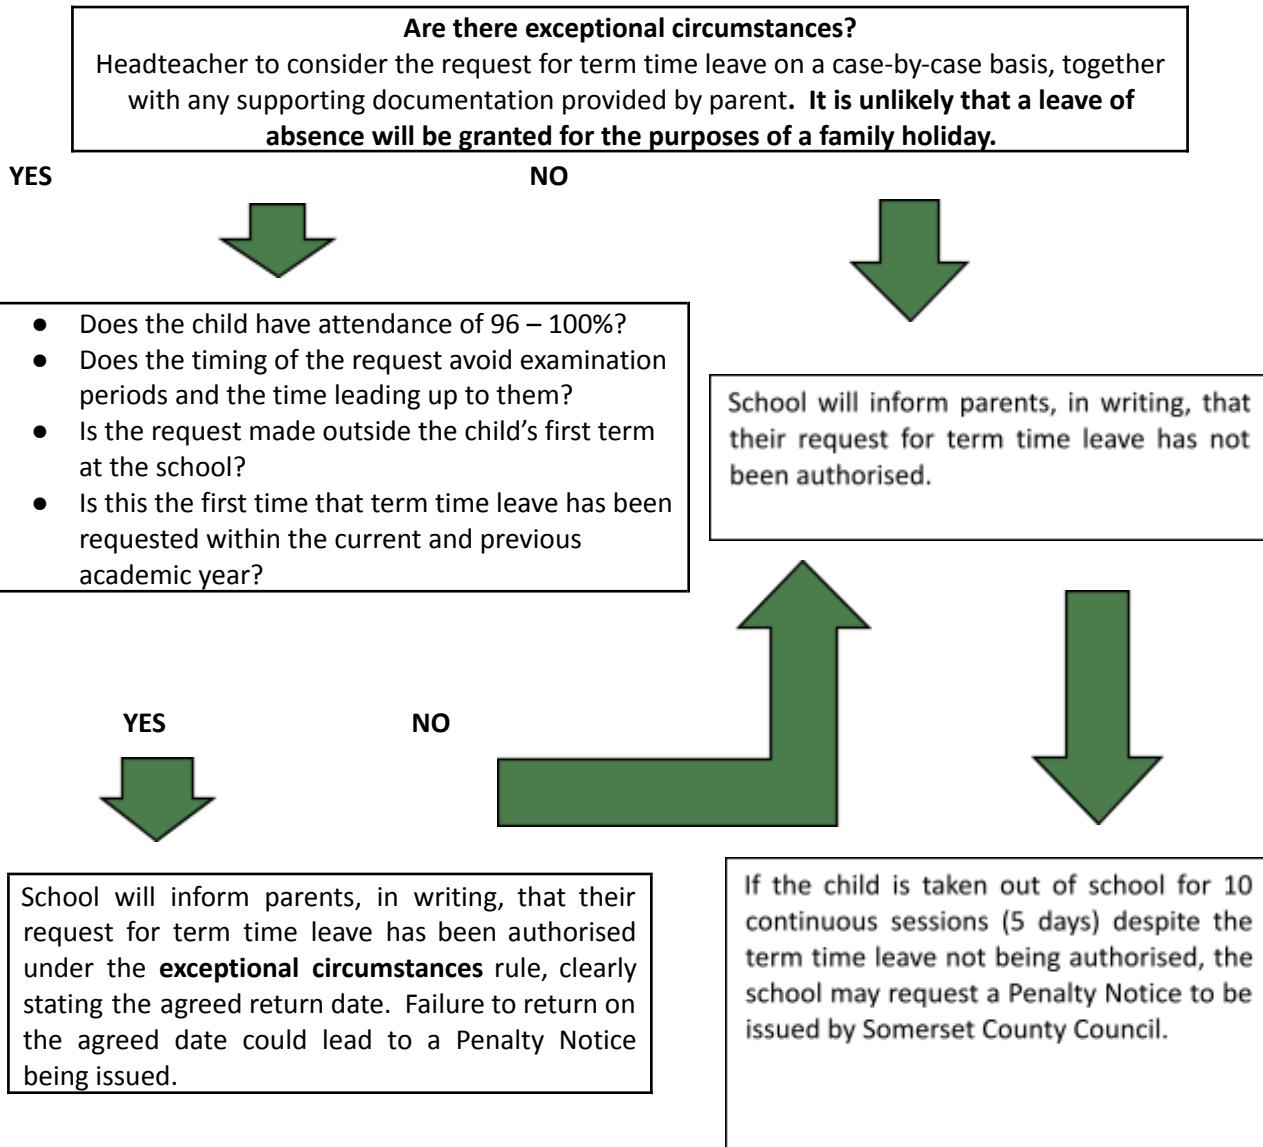 Are there exceptional circumstances?
Headteacher to consider the request for term time leave on a case-by-case basis, together
with any supporting documentation provided by parent. It is unlikely that a leave of
absence will be granted for the purposes of a family holiday.
YES NO
● Does the child have attendance of 96 – 100%?
● Does the timing of the request avoid examination
periods and the time leading up to them?
● Is the request made outside the child’s first term
at the school?
● Is this the first time that term time leave has been
requested within the current and previous
academic year?
School will inform parents, in writing, that
their request for term time leave has not
been authorised.
YES NO
School will inform parents, in writing, that their
request for term time leave has been authorised
under the exceptional circumstances rule, clearly
stating the agreed return date. Failure to return on
the agreed date could lead to a Penalty Notice
being issued.
If the child is taken out of school for 10
continuous sessions (5 days) despite the
term time leave not being authorised, the
school may request a Penalty Notice to be
issued by Somerset County Council.